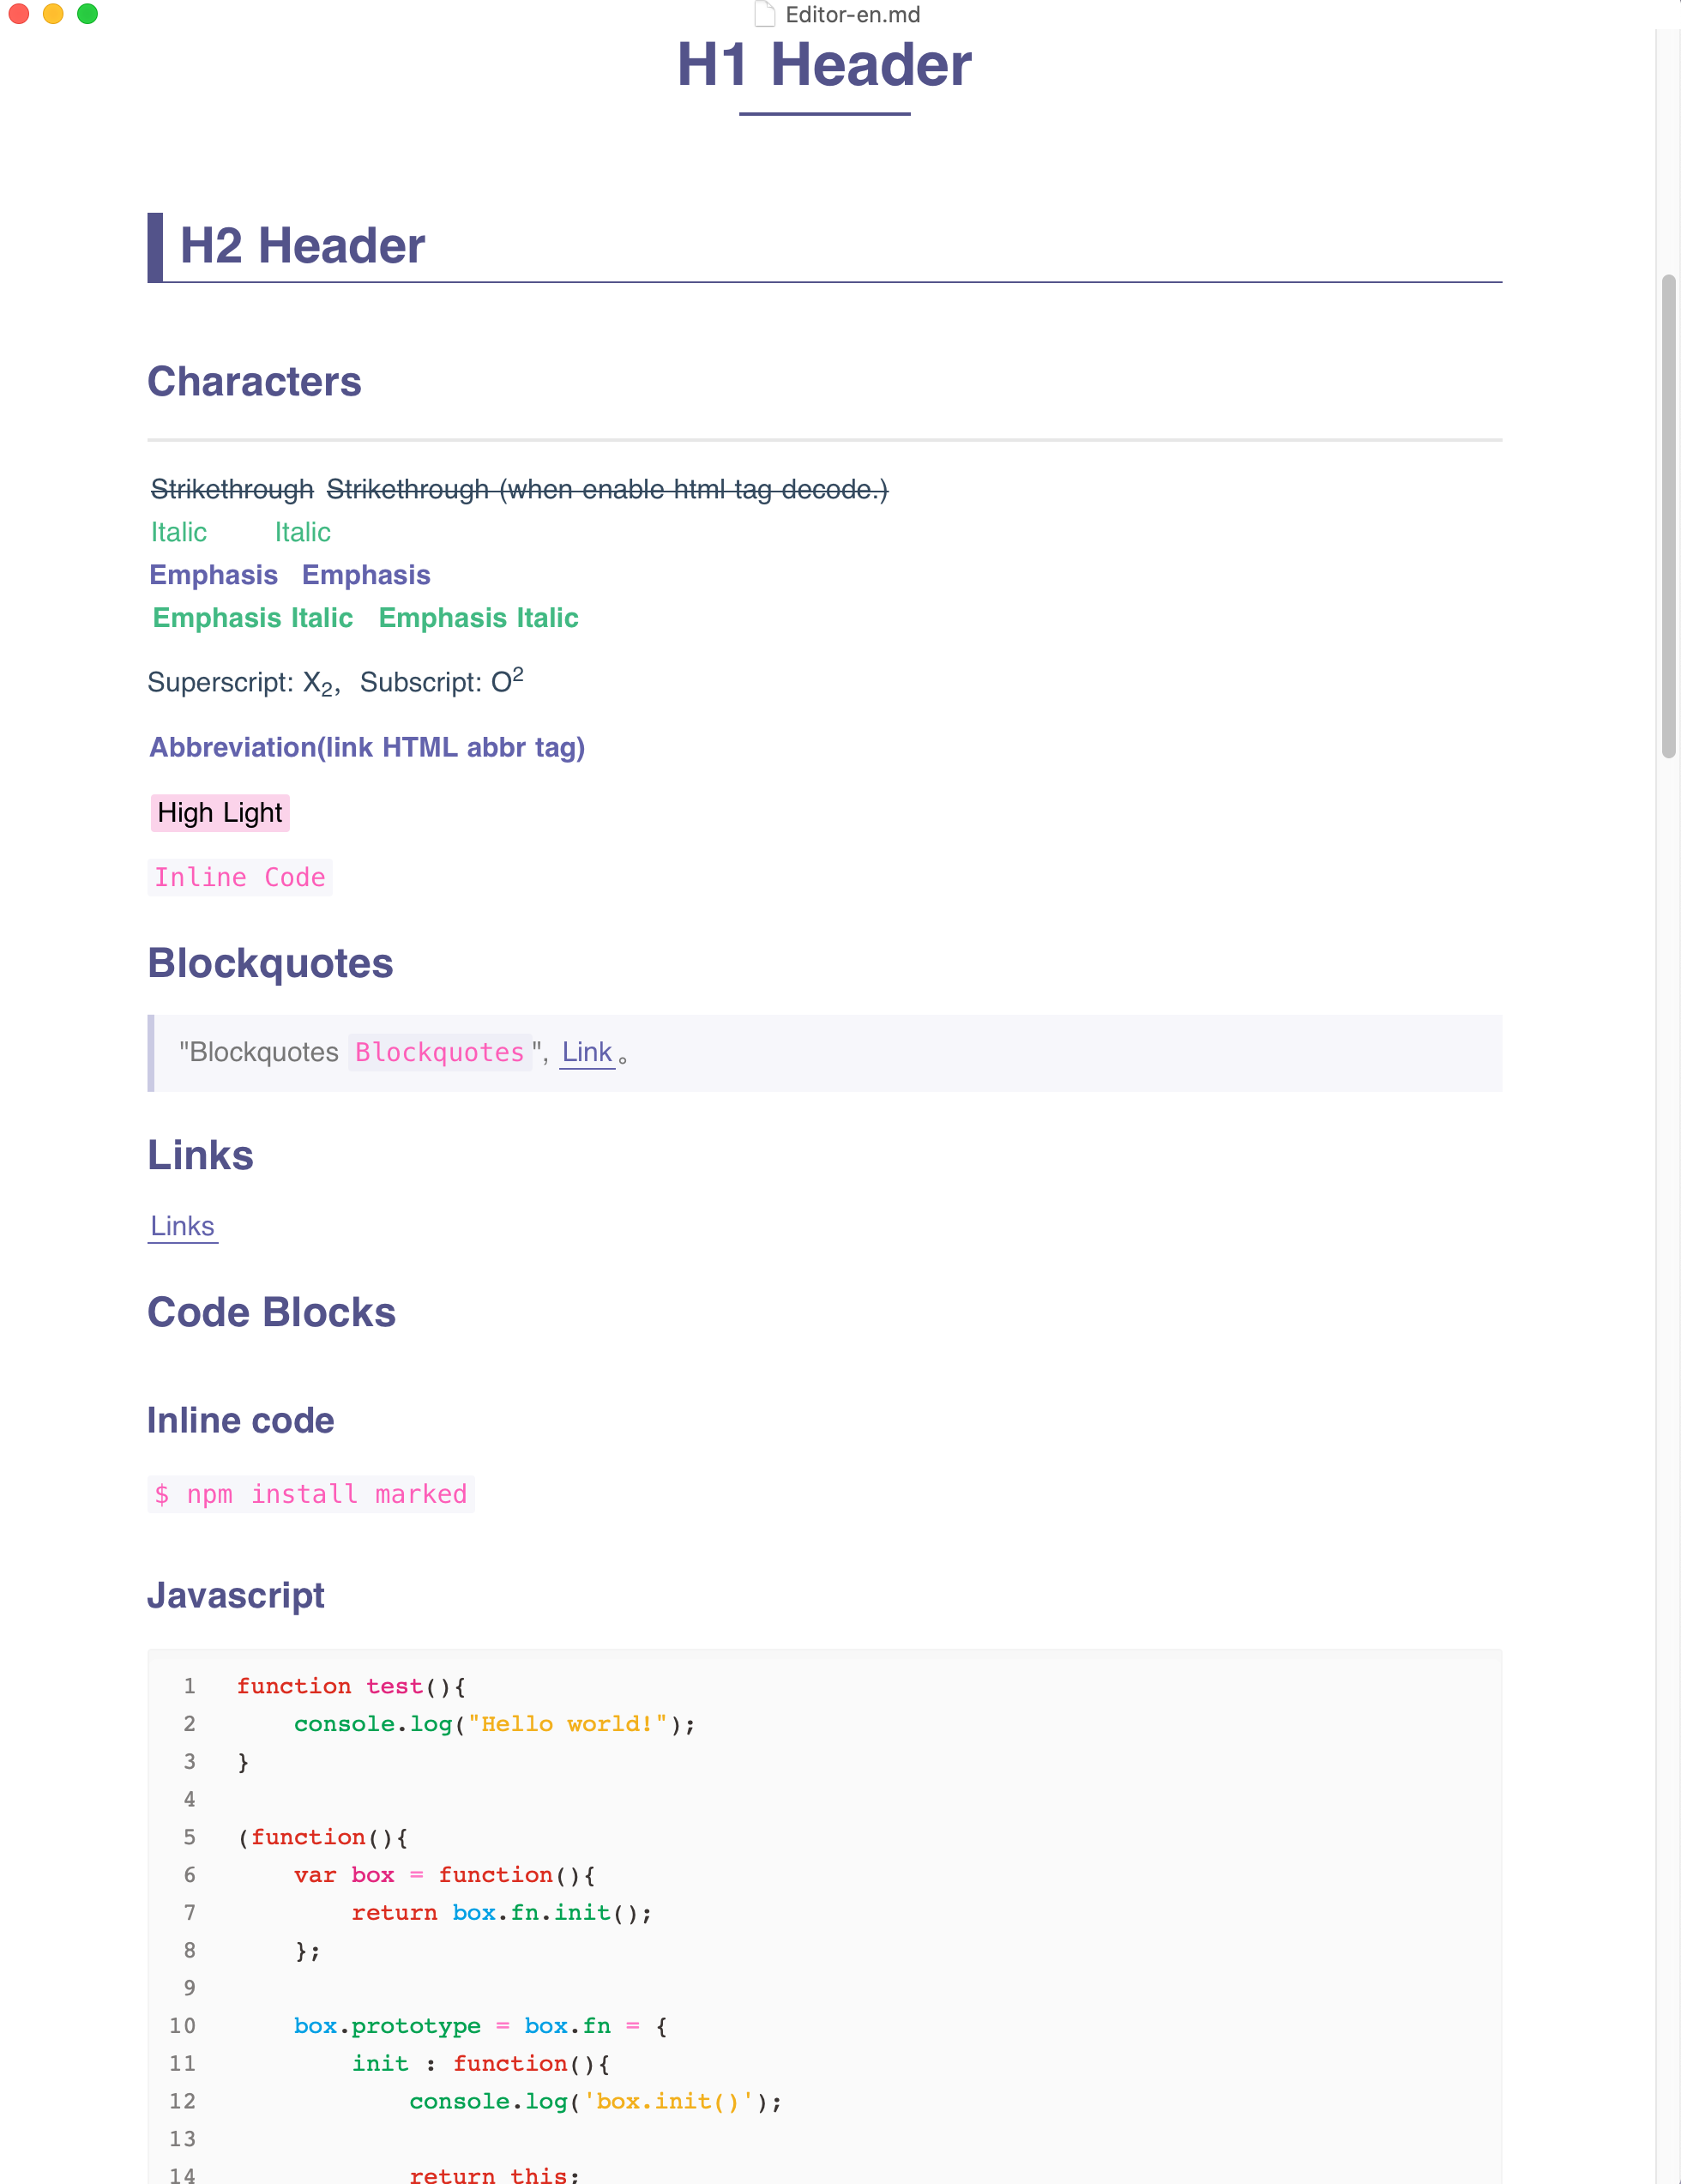 Editor-en.md
H1 Header
H2 Header
Characters
Strikethrough Strikethrough (when enable html tag decode.)
Italic Italic
Emphasis Emphasis
Emphasis Italic Emphasis Italic
Superscript: X₂，Subscript: O²
Abbreviation(link HTML abbr tag)
High Light
Inline Code
Blockquotes
"Blockquotes Blockquotes", Link。
Links
Links
Code Blocks
Inline code
$ npm install marked
Javascript
1 function test(){
2     console.log("Hello world!");
3 }
4
5 (function(){
6     var box = function(){
7         return box.fn.init();
8     };
9
10     box.prototype = box.fn = {
11         init : function(){
12             console.log('box.init()');
13
14             return this;